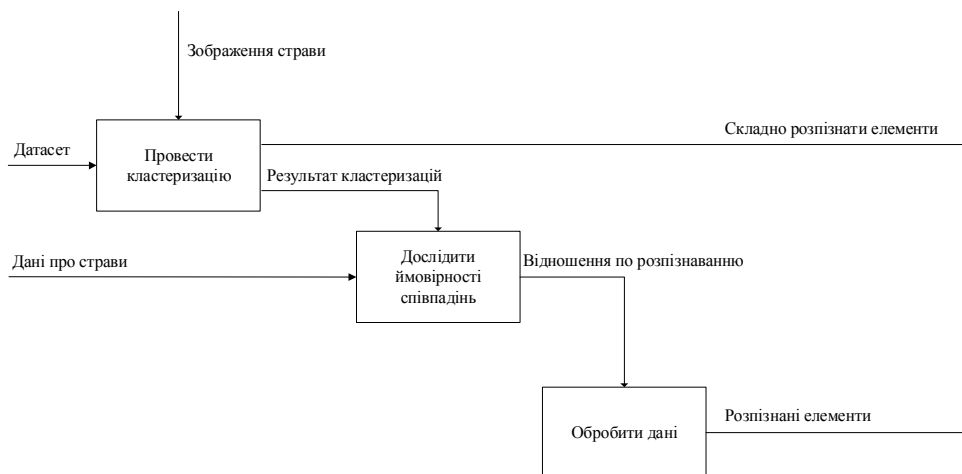 Зображення страви
Складно розпізнати елементи
Датасет
Провести
кластеризацію
Результат кластеризацій
Дані про страви
Дослідити
ймовірності
співпадінь
Відношення по розпізнаванню
Обробити дані
Розпізнані елементи